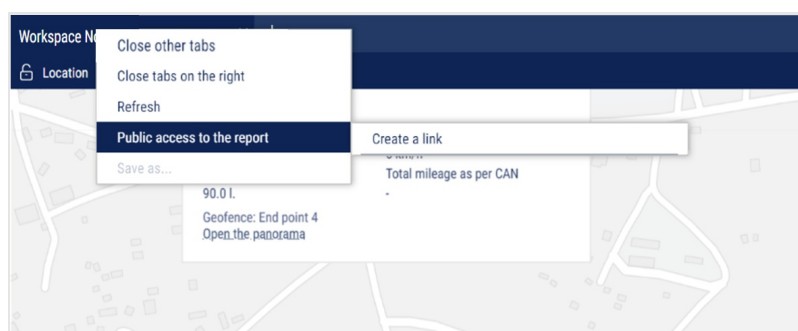 Workspace
Close other tabs
Location
Close tabs on the right
Refresh
Public access to the report
Create a link
Save as...
Total mileage as per CAN
90.0 l.
-
Geofence: End point 4
Open the panorama